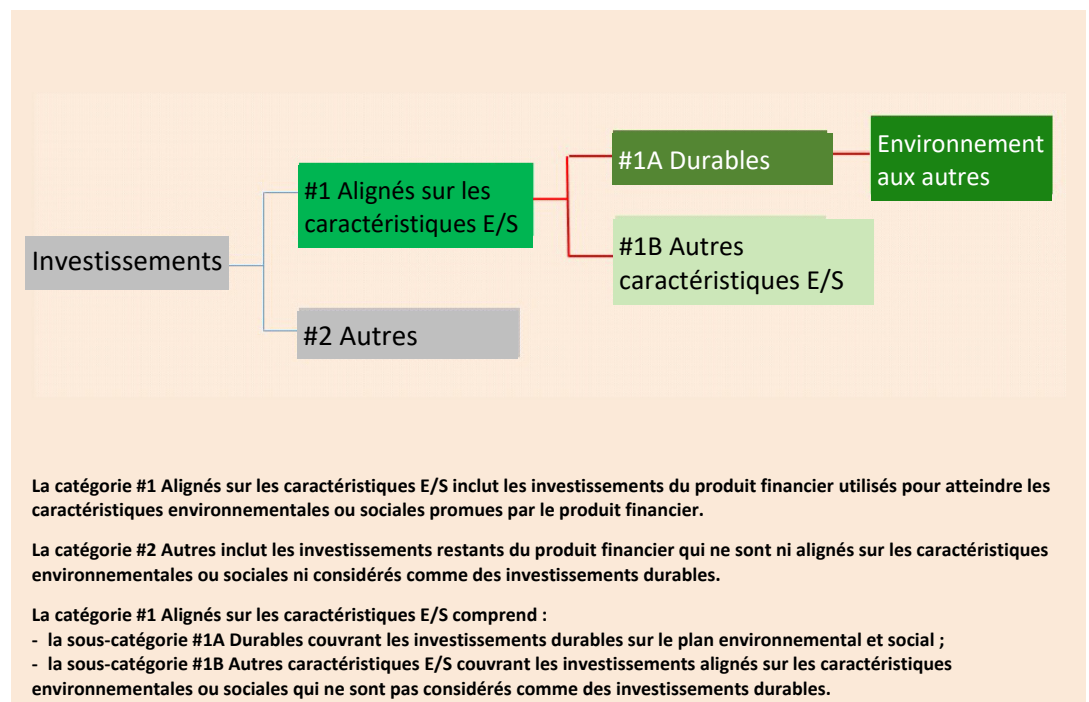 Investissements
#1 Alignés sur les
caractéristiques E/S
#2 Autres
#1A Durables
#1B Autres
caractéristiques E/S
Environnement
aux autres
La catégorie #1 Alignés sur les caractéristiques E/S inclut les investissements du produit financier utilisés pour atteindre les
caractéristiques environnementales ou sociales promues par le produit financier.
La catégorie #2 Autres inclut les investissements restants du produit financier qui ne sont ni alignés sur les caractéristiques
environnementales ou sociales ni considérés comme des investissements durables.
La catégorie #1 Alignés sur les caractéristiques E/S comprend :
- la sous-catégorie #1A Durables couvrant les investissements durables sur le plan environnemental et social ;
- la sous-catégorie #1B Autres caractéristiques E/S couvrant les investissements alignés sur les caractéristiques
environnementales ou sociales qui ne sont pas considérés comme des investissements durables.